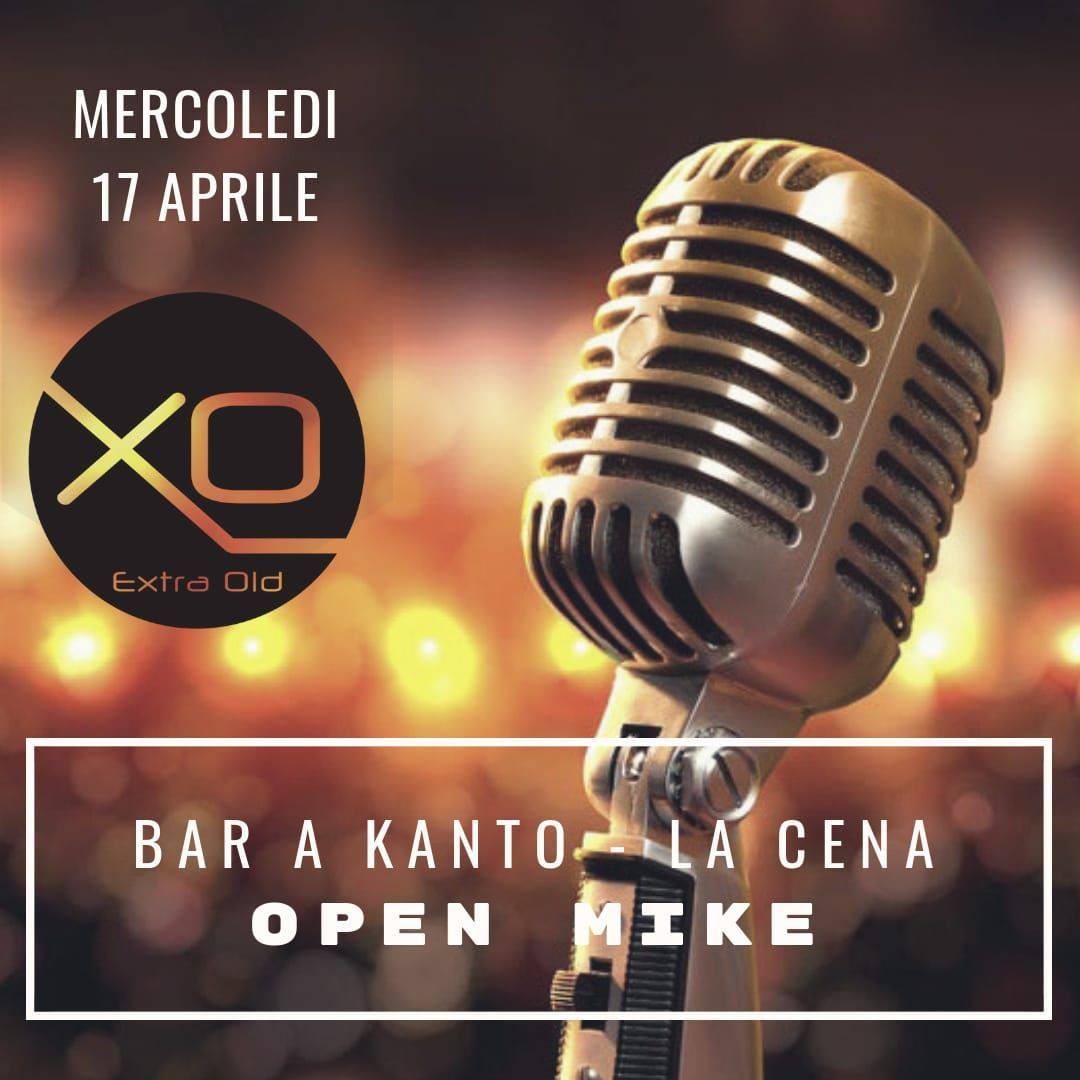 MERCOLEDI
17 APRILE
XO
Extra Old
BAR A KANTO - LA CENA
OPEN MIKE